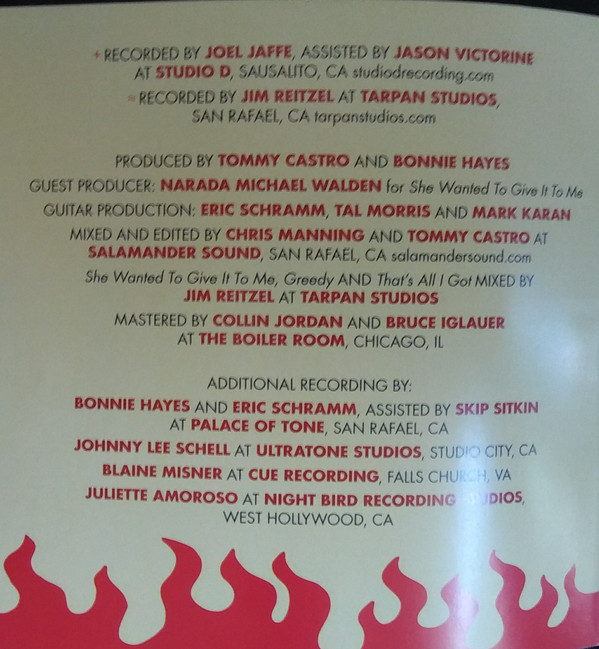 + RECORDED BY JOEL JAFFE, ASSISTED BY JASON VICTORINE
AT STUDIO D, SAUSALITO, CA studiodrecording.com
= RECORDED BY JIM REITZEL AT TARPAN STUDIOS,
SAN RAFAEL, CA tarpanstudios.com
PRODUCED BY TOMMY CASTRO AND BONNIE HAYES
GUEST PRODUCER: NARADA MICHAEL WALDEN for She Wanted To Give It To Me
GUITAR PRODUCTION: ERIC SCHRAMM, TAL MORRIS AND MARK KARAN
MIXED AND EDITED BY CHRIS MANNING AND TOMMY CASTRO AT
SALAMANDER SOUND, SAN RAFAEL, CA salamandersound.com
She Wanted To Give It To Me, Greedy AND That's All I Got MIXED BY
JIM REITZEL AT TARPAN STUDIOS
MASTERED BY COLLIN JORDAN AND BRUCE IGLAUER
AT THE BOILER ROOM, CHICAGO, IL
ADDITIONAL RECORDING BY:
BONNIE HAYES AND ERIC SCHRAMM, ASSISTED BY SKIP SITKIN
AT PALACE OF TONE, SAN RAFAEL, CA
JOHNNY LEE SCHELL AT ULTRATONE STUDIOS, STUDIO CITY, CA
BLAINE MISNER AT CUE RECORDING, FALLS CHURCH, VA
JULIETTE AMOROSO AT NIGHT BIRD RECORDING STUDIOS,
WEST HOLLYWOOD, CA